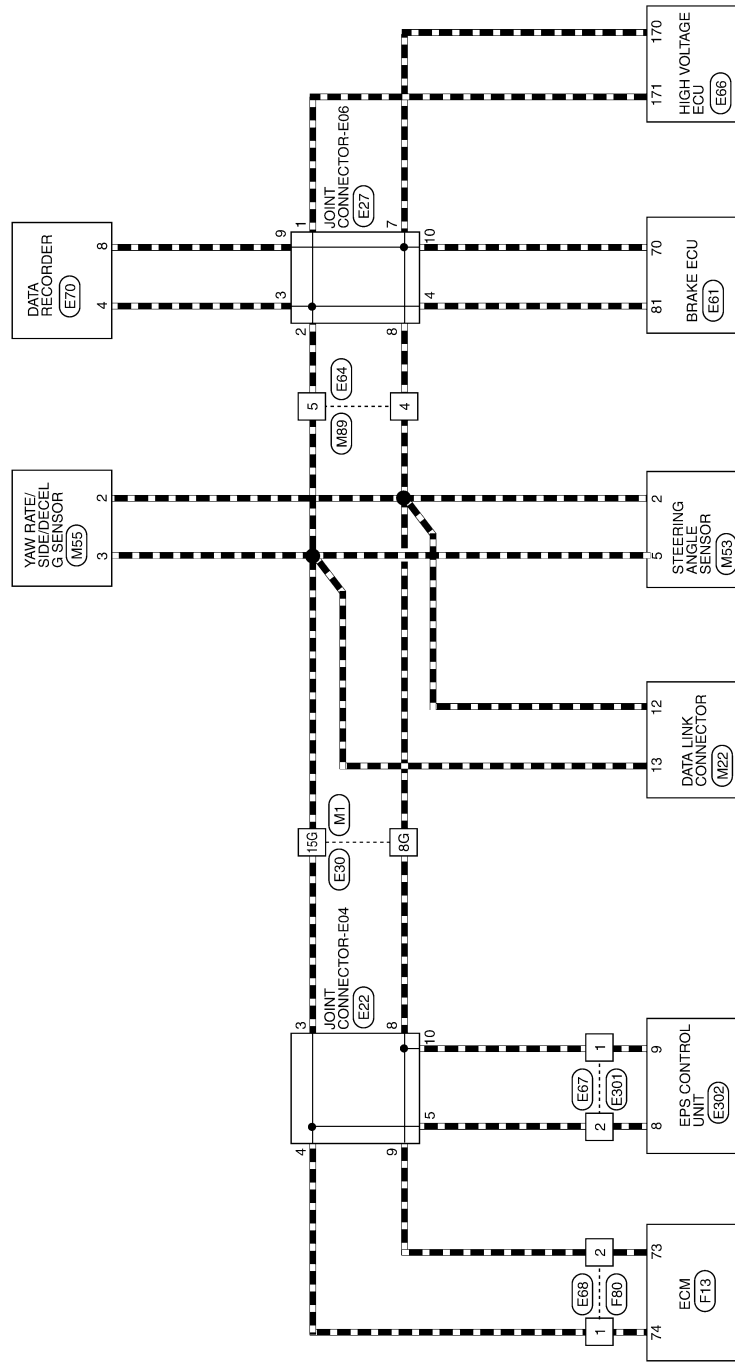 DATA
RECORDER
E70
4
8
3
9
JOINT
CONNECTOR-E06
E27
1
7
2
8
4
10
170
171
HIGH VOLTAGE
ECU
E66
81
70
BRAKE ECU
E61
5
4
E64
M89
YAW RATE/
SIDE/DECEL
G SENSOR
M55
3
2
5
2
STEERING
ANGLE
SENSOR
M53
13
12
DATA LINK
CONNECTOR
M22
15G
8G
M1
E30
JOINT
CONNECTOR-E04
E22
3
8
4
9
5
10
2
1
E67
E301
8
9
EPS CONTROL
UNIT
E302
1
2
E68
F80
74
73
ECM
F13